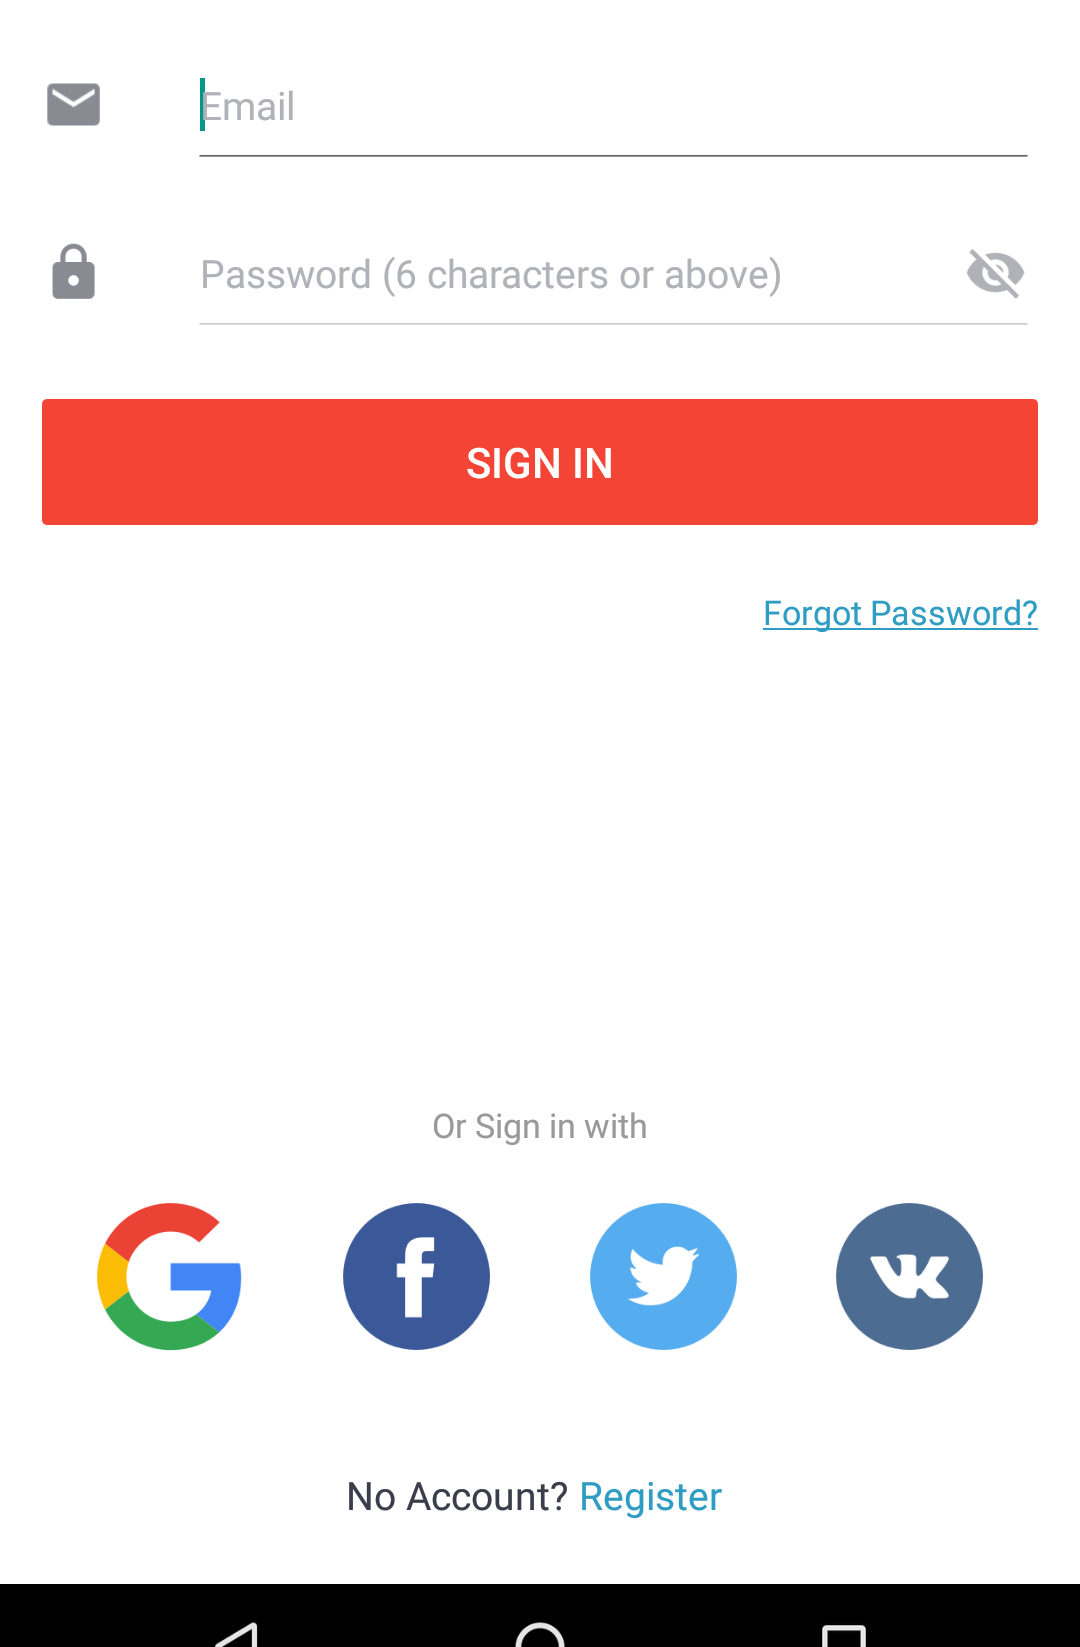 Email
Password (6 characters or above)
SIGN IN
Forgot Password?
Or Sign in with
No Account? Register